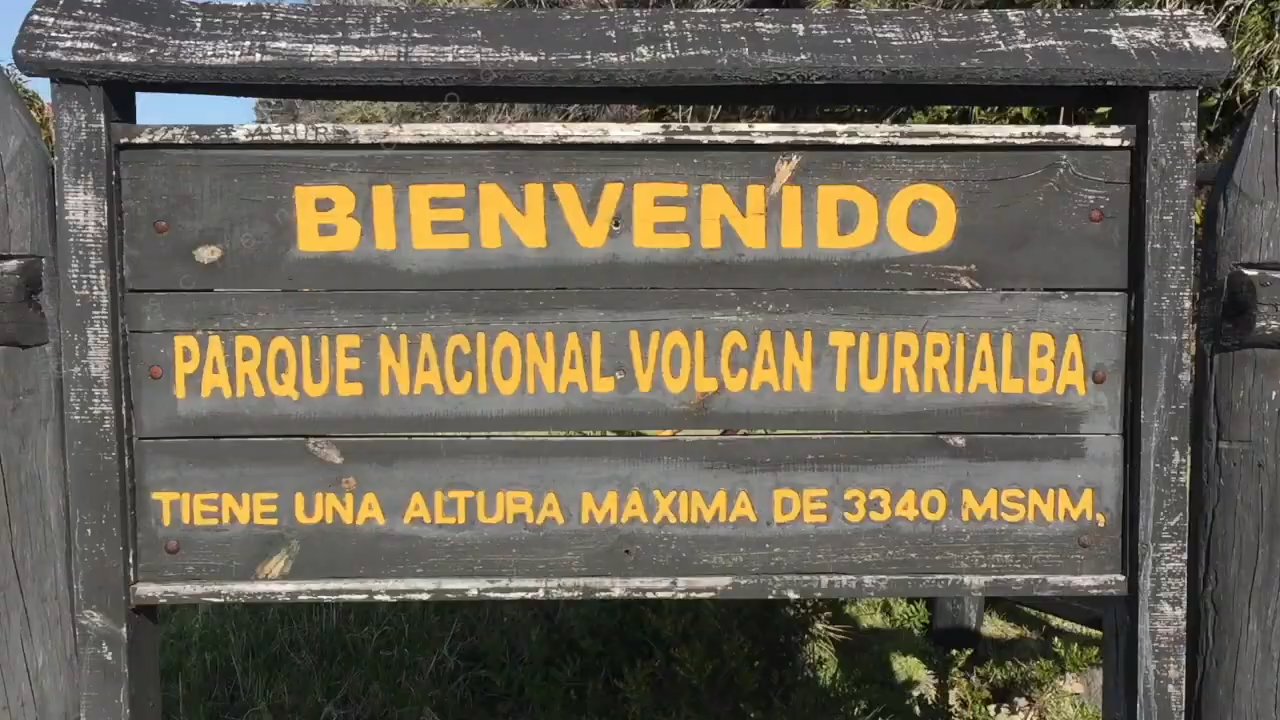 BIENVENIDO
PARQUE NACIONAL VOLCAN TURRIALBA
TIENE UNA ALTURA MAXIMA DE 3340 MSNM,